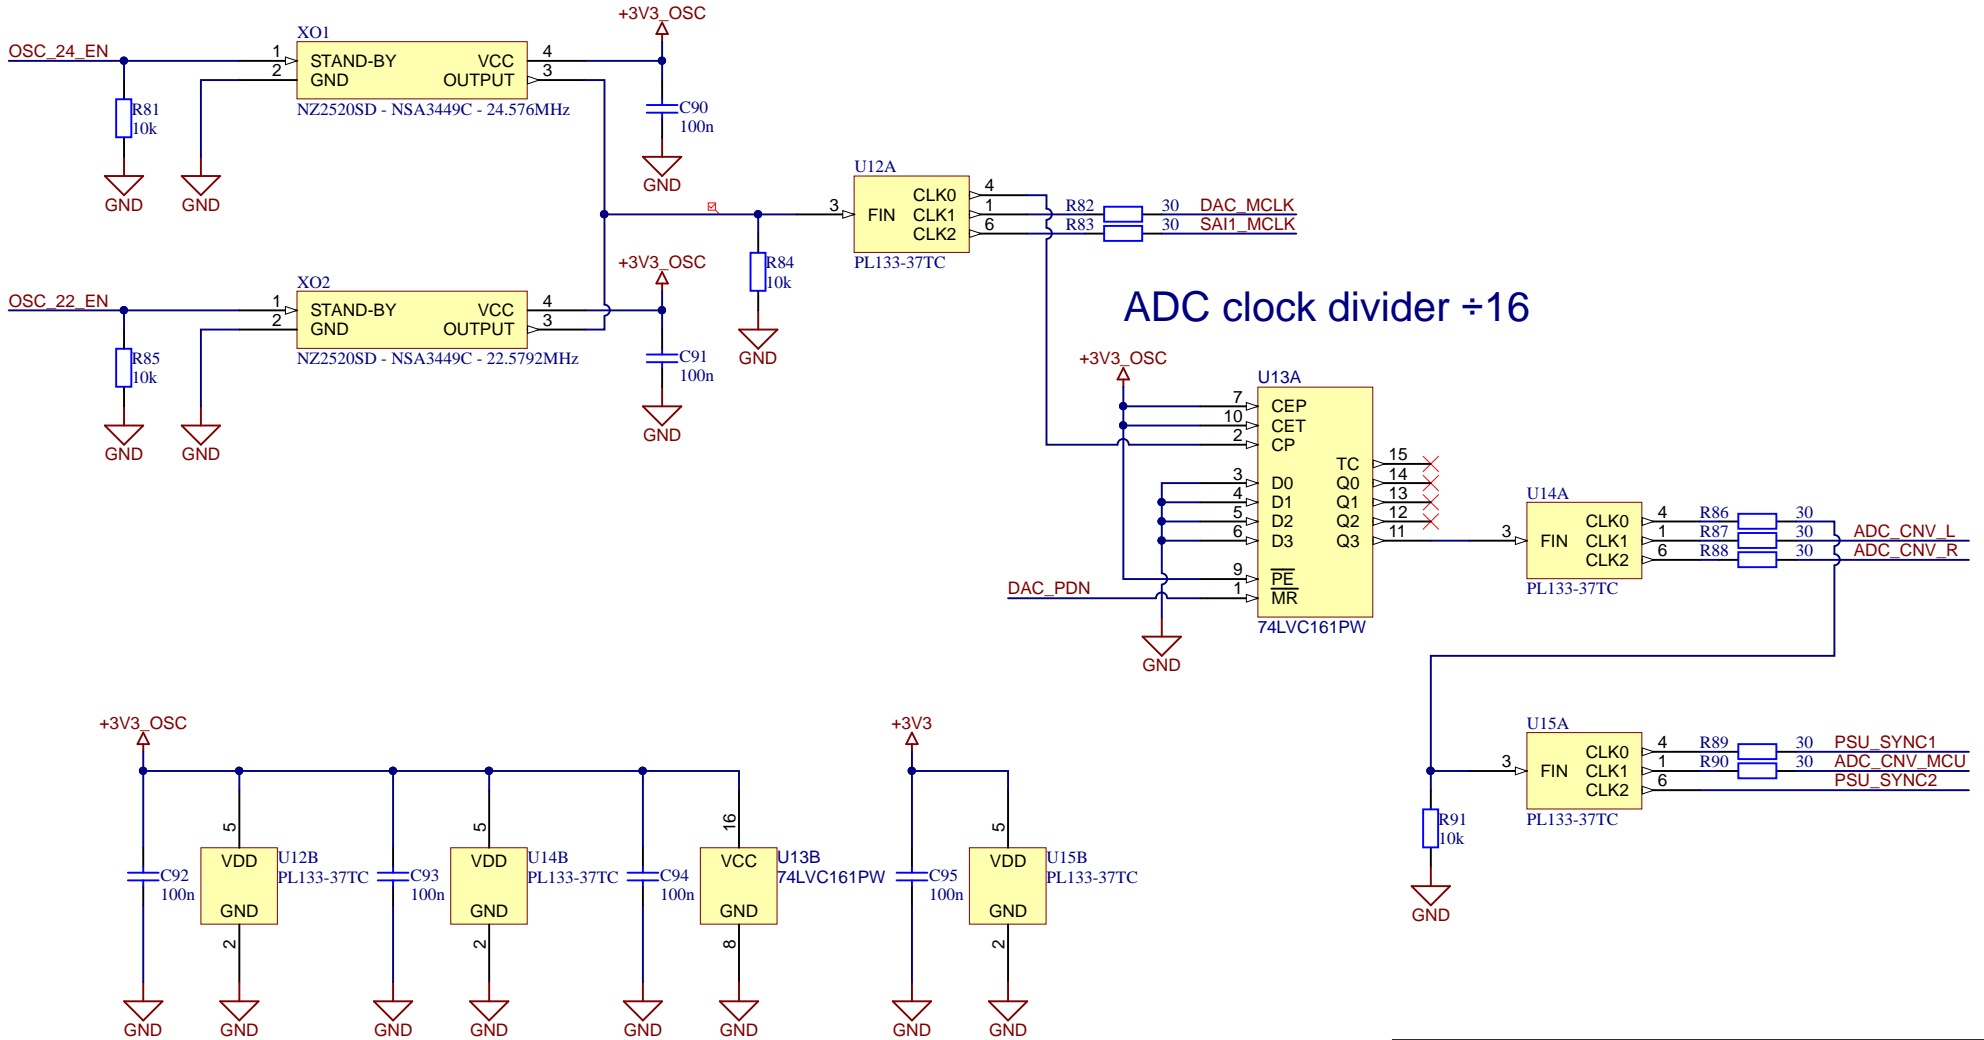 +3V3_OSC
OSC_24_EN
XO1
1 STAND-BY VCC 4
2 GND OUTPUT 3
NZ2520SD - NSA3449C - 24.576MHz
R81
10k
C90
100n
GND
GND
GND
U12A
3 FIN CLK0 4
CLK1 1
CLK2 6
PL133-37TC
R82 30 DAC_MCLK
R83 30 SAI1_MCLK
R84
10k
GND
+3V3_OSC
OSC_22_EN
XO2
1 STAND-BY VCC 4
2 GND OUTPUT 3
NZ2520SD - NSA3449C - 22.5792MHz
R85
10k
C91
100n
GND
GND
GND
ADC clock divider ÷16
+3V3_OSC
U13A
7 CEP
10 CET
2 CP
TC 15
3 D0 Q0 14
4 D1 Q1 13
5 D2 Q2 12
6 D3 Q3 11
9 PE
DAC_PDN 1 MR
74LVC161PW
GND
U14A
3 FIN CLK0 4 R86 30
CLK1 1 R87 30 ADC_CNV_L
CLK2 6 R88 30 ADC_CNV_R
PL133-37TC
U15A
3 FIN CLK0 4 R89 30 PSU_SYNC1
CLK1 1 R90 30 ADC_CNV_MCU
CLK2 6 PSU_SYNC2
PL133-37TC
R91
10k
GND
+3V3_OSC
C92
100n
5
VDD
GND
2
U12B
PL133-37TC
C93
100n
5
VDD
GND
2
U14B
PL133-37TC
C94
100n
16
VCC
GND
8
U13B
74LVC161PW
GND
GND
GND
GND
GND
GND
+3V3
C95
100n
5
VDD
GND
2
U15B
PL133-37TC
GND
GND